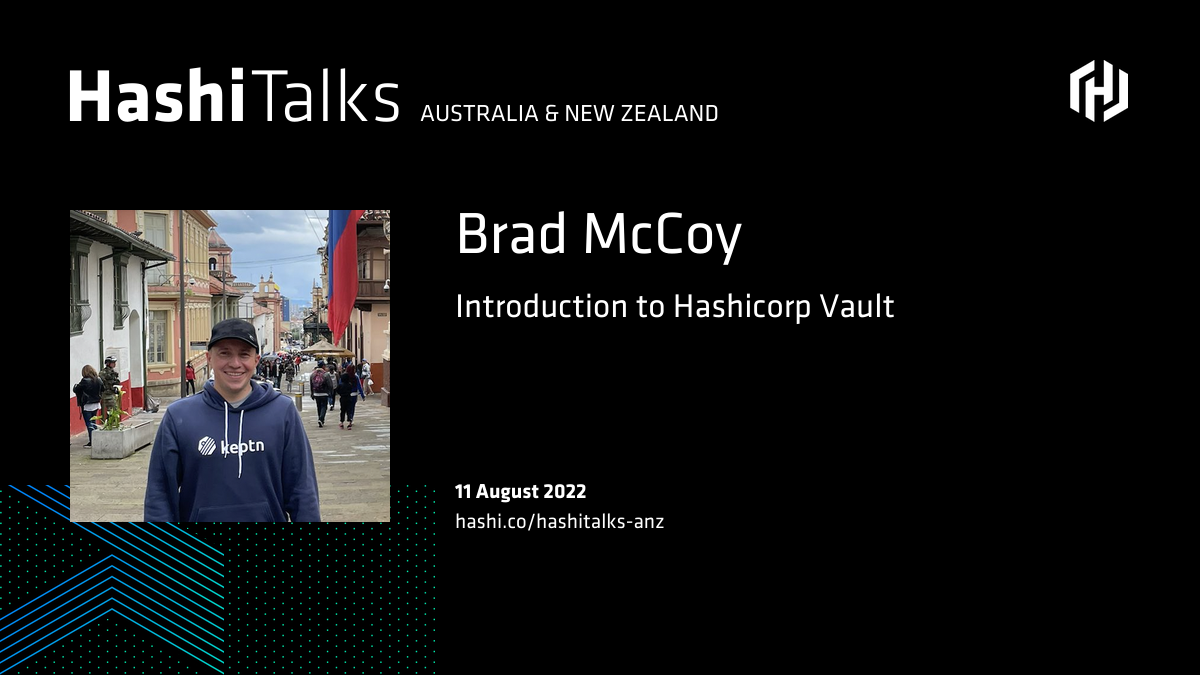 HashiTalks AUSTRALIA & NEW ZEALAND
Brad McCoy
Introduction to Hashicorp Vault
keptn
11 August 2022
hashi.co/hashitalks-anz